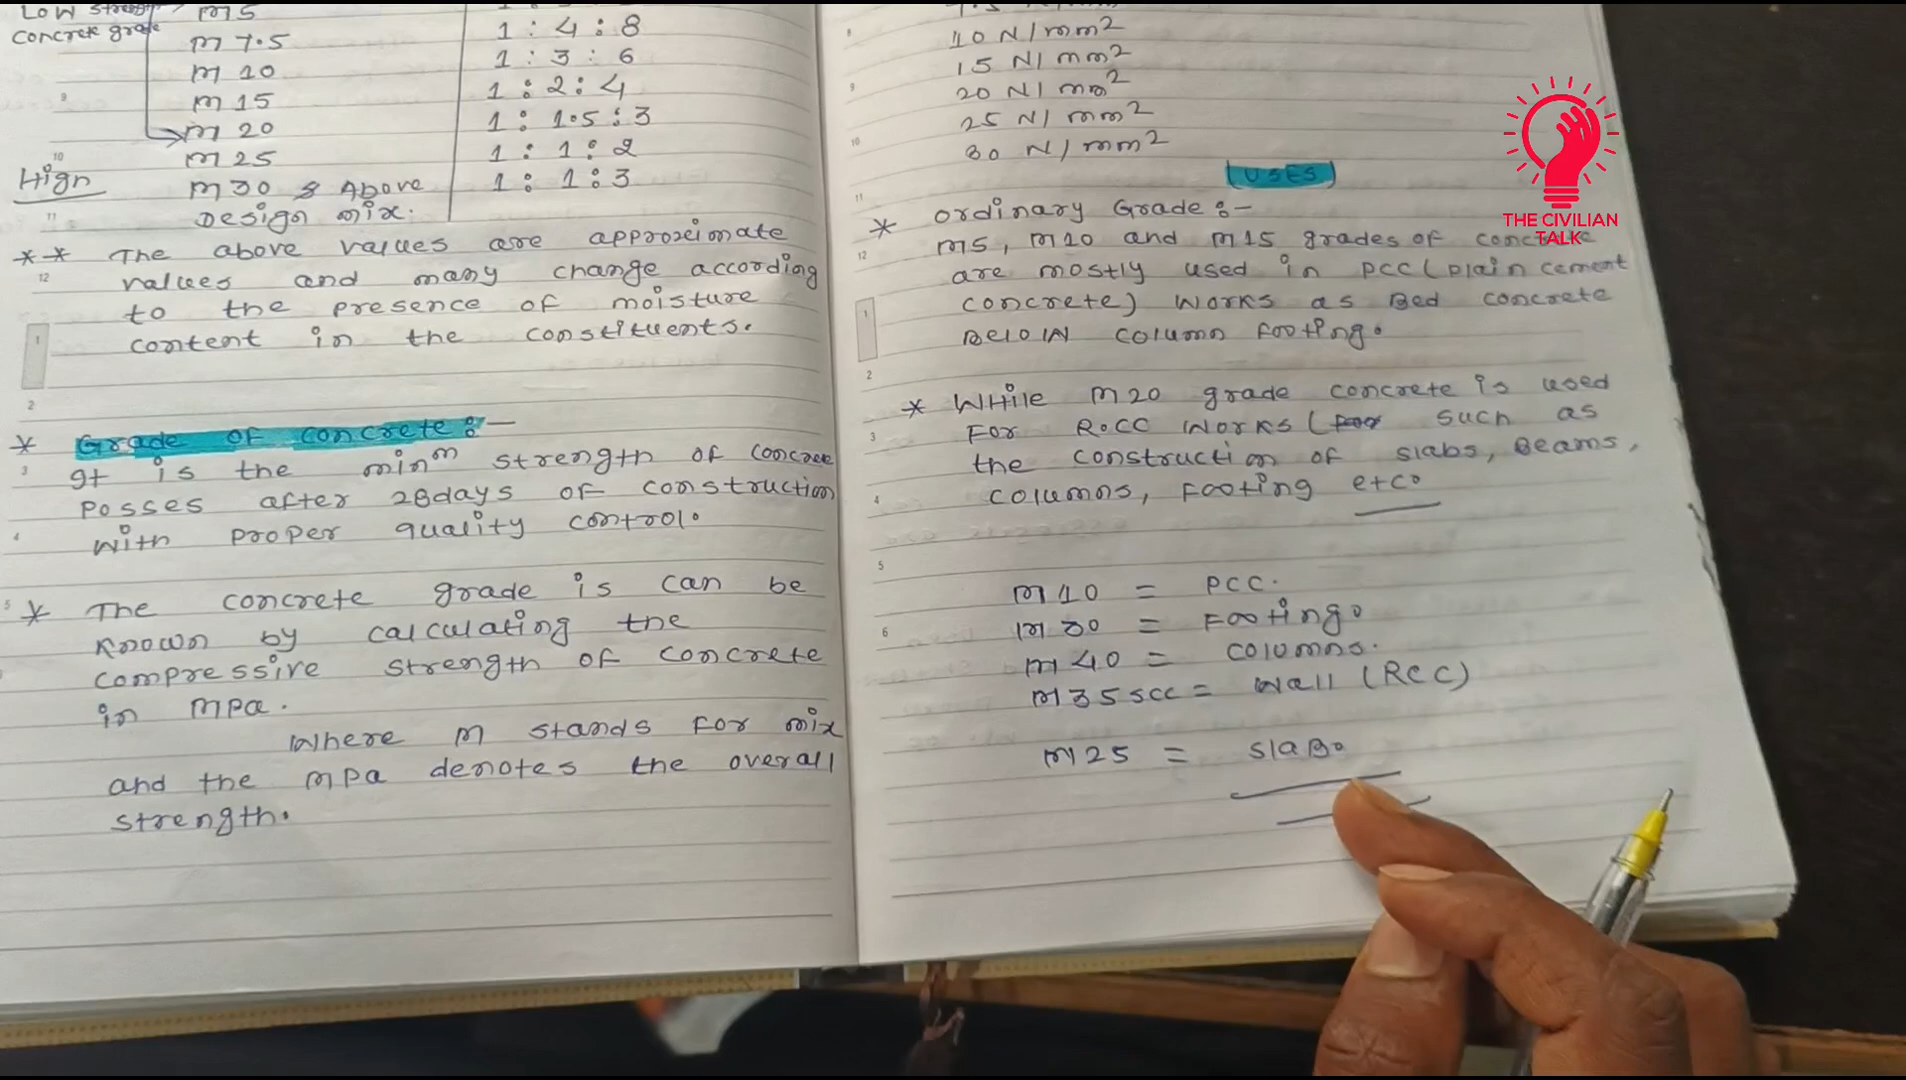 Low strength
concrete grade
M5
M 7.5
M 10
M 15
M 20
M 25
High
M30 & Above
Design mix.
1 : 4 : 8
1 : 3 : 6
1 : 2 : 4
1 : 1.5 : 3
1 : 1 : 2
1 : 1 : 3
** The above values are approximate
values and many change according
to the presence of moisture
content in the constituents.
* Grade of concrete :-
It is the minm strength of concree
Posses after 28days of construction
with proper quality control.
* The concrete grade is can be
known by calculating the
compressive strength of concrete
in MPa.
Where M stands for mix
and the MPa denotes the overall
strength.
10 N/mm²
15 N/mm²
20 N/mm²
25 N/mm²
30 N/mm²
(USES)
* Ordinary Grade :-
M5, M10 and M15 grades of concrete
are mostly used in PCC (plain cement
concrete) works as Bed concrete
Below column footing.
* While M20 grade concrete is used
For R.CC works ( such as
the construction of slabs, Beams,
columns, footing etc.
M10 = PCC.
M30 = Footing.
M40 = columns.
M35 SCC = Wall (RCC)
M25 = SlaB.
THE CIVILIAN
TALK